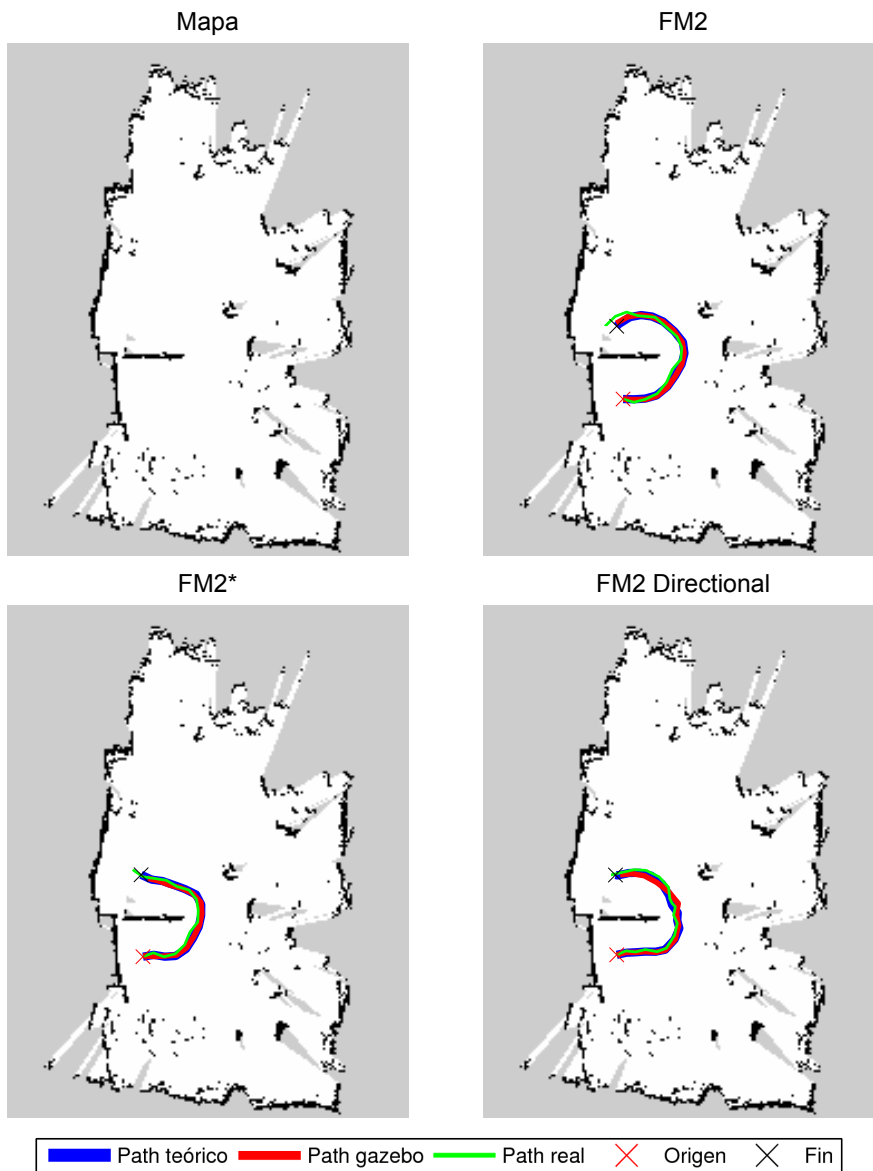 Mapa
FM2
FM2*
FM2 Directional
Path teórico Path gazebo Path real Origen Fin